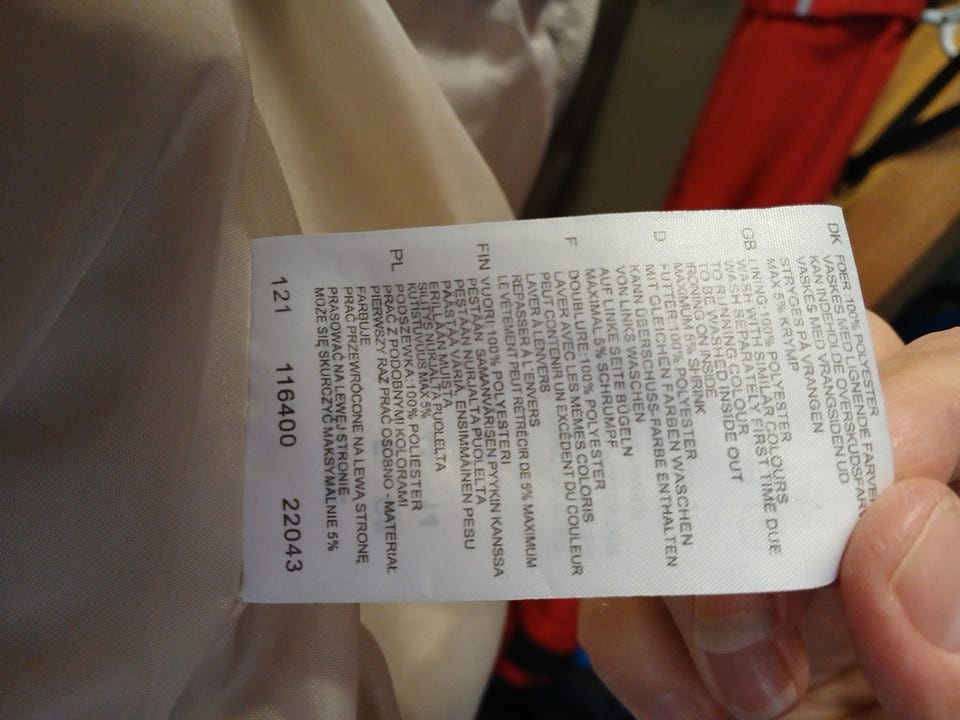 DK FOER 100% POLYESTER
VASKES MED LIGNENDE FARVER
KAN INDEHOLDE OVERSKUDSFARV
VASKES MED VRANGSIDEN UD
STRYGES PÅ VRANGEN
MAX 5% KRYMP
GB LINING:100% POLYESTER
WASH WITH SIMILAR COLOURS
WASH SEPARATELY FIRST TIME DUE
TO RUNNING COLOUR
TO BE WASHED INSIDE OUT
IRONING ON INSIDE
MAXIMUM 5% SHRINK
D FUTTER:100% POLYESTER
MIT GLEICHEN FARBEN WASCHEN
KANN ÜBERSCHUSS-FARBE ENTHALTEN
VON LINKS WASCHEN
AUF LINKE SEITE BÜGELN
MAXIMAL 5% SCHRUMPF
F DOUBLURE:100% POLYESTER
LAVER AVEC LES MÊMES COLORIS
PEUT CONTENIR UN EXCÉDENT DU COULEUR
LAVER À L'ENVERS
REPASSER À L'ENVERS
LE VÊTEMENT PEUT RÉTRÉCIR DE 5% MAXIMUM
FIN VUORI:100% POLYESTERI
PESTÄÄN SAMANVÄRISEN PYYKIN KANSSA
PESTÄÄN NURJALTA PUOLELTA
PÄÄSTÄÄ VÄRIÄ, ENSIMMÄINEN PESU
ERILLÄÄN MUISTA
SILITYS NURJALTA PUOLELTA
KUTISTUVUUS MAX 5%
PL PODSZEWKA:100% POLIESTER
PRAĆ Z PODOBNYMI KOLORAMI
PIERWSZY RAZ PRAĆ OSOBNO - MATERIAŁ
FARBUJE
PRAĆ PRZEWRÓCONE NA LEWĄ STRONĘ
PRASOWAĆ NA LEWEJ STRONIE
MOŻE SIĘ SKURCZYĆ MAKSYMALNIE 5%
121 116400 22043